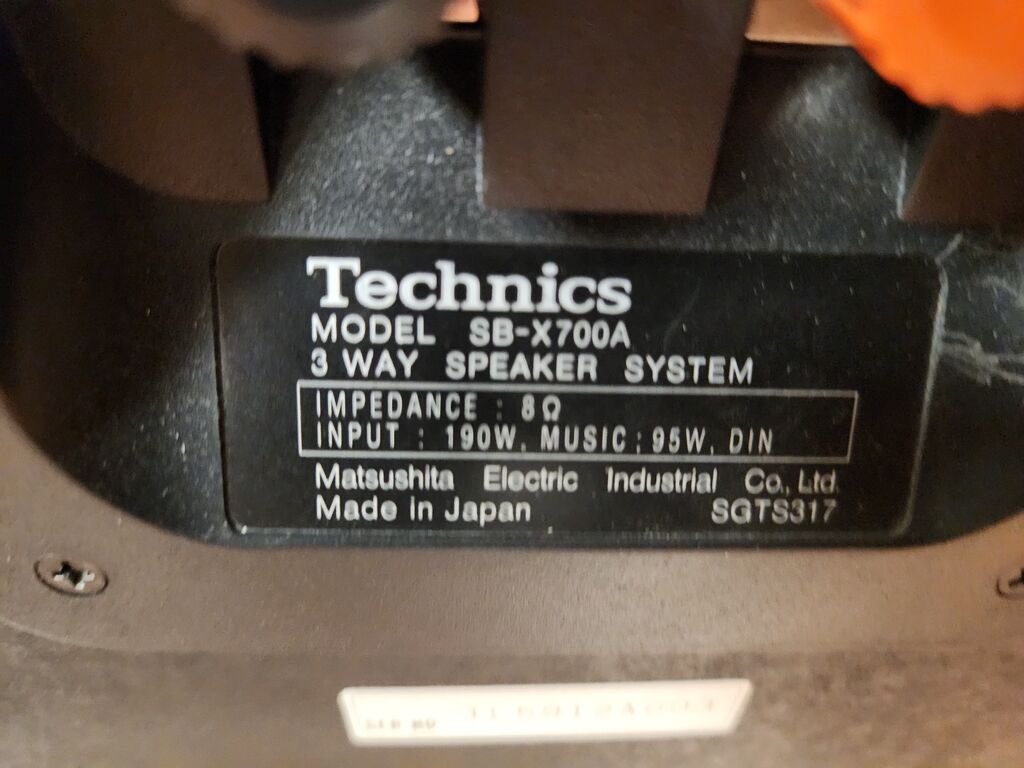 Technics
MODEL SB-X700A
3 WAY SPEAKER SYSTEM
IMPEDANCE : 8Ω
INPUT : 190W, MUSIC ; 95W, DIN
Matsushita Electric Industrial Co., Ltd.
Made in Japan SGTS317